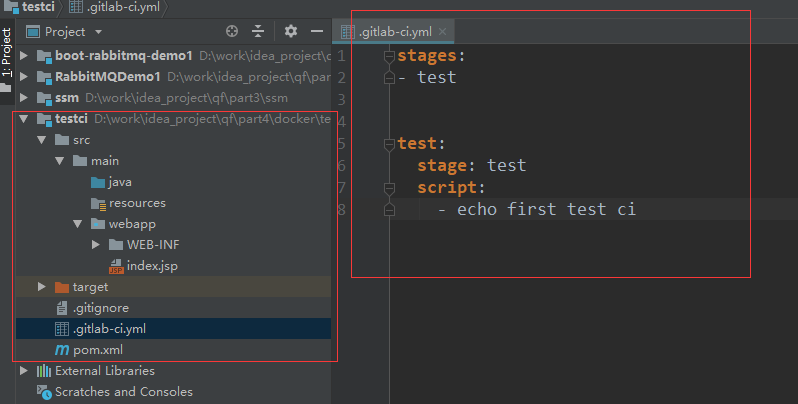 testci .gitlab-ci.yml
1: Project
Project
boot-rabbitmq-demo1 D:\work\idea_project\qf\part3\c
RabbitMQDemo1 D:\work\idea_project\qf\part
ssm D:\work\idea_project\qf\part3\ssm
testci D:\work\idea_project\qf\part4\docker\te
src
main
java
resources
webapp
WEB-INF
index.jsp
target
.gitignore
.gitlab-ci.yml
pom.xml
External Libraries
Scratches and Consoles
.gitlab-ci.yml
1 stages:
2 - test
3
4
5 test:
6 stage: test
7 script:
8 - echo first test ci